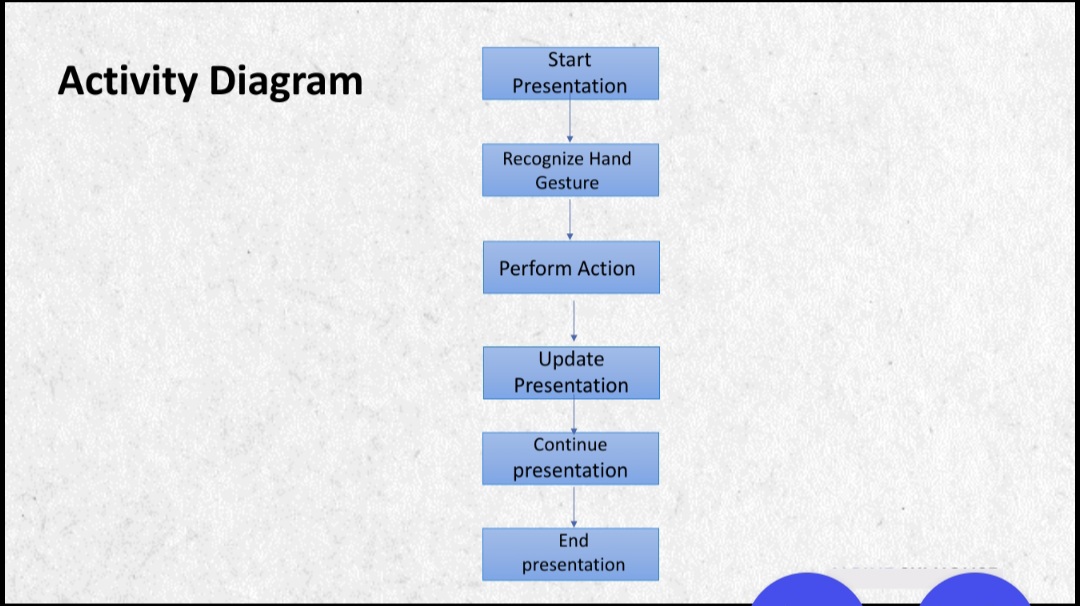 Activity Diagram
Start
Presentation
Recognize Hand
Gesture
Perform Action
Update
Presentation
Continue
presentation
End
presentation